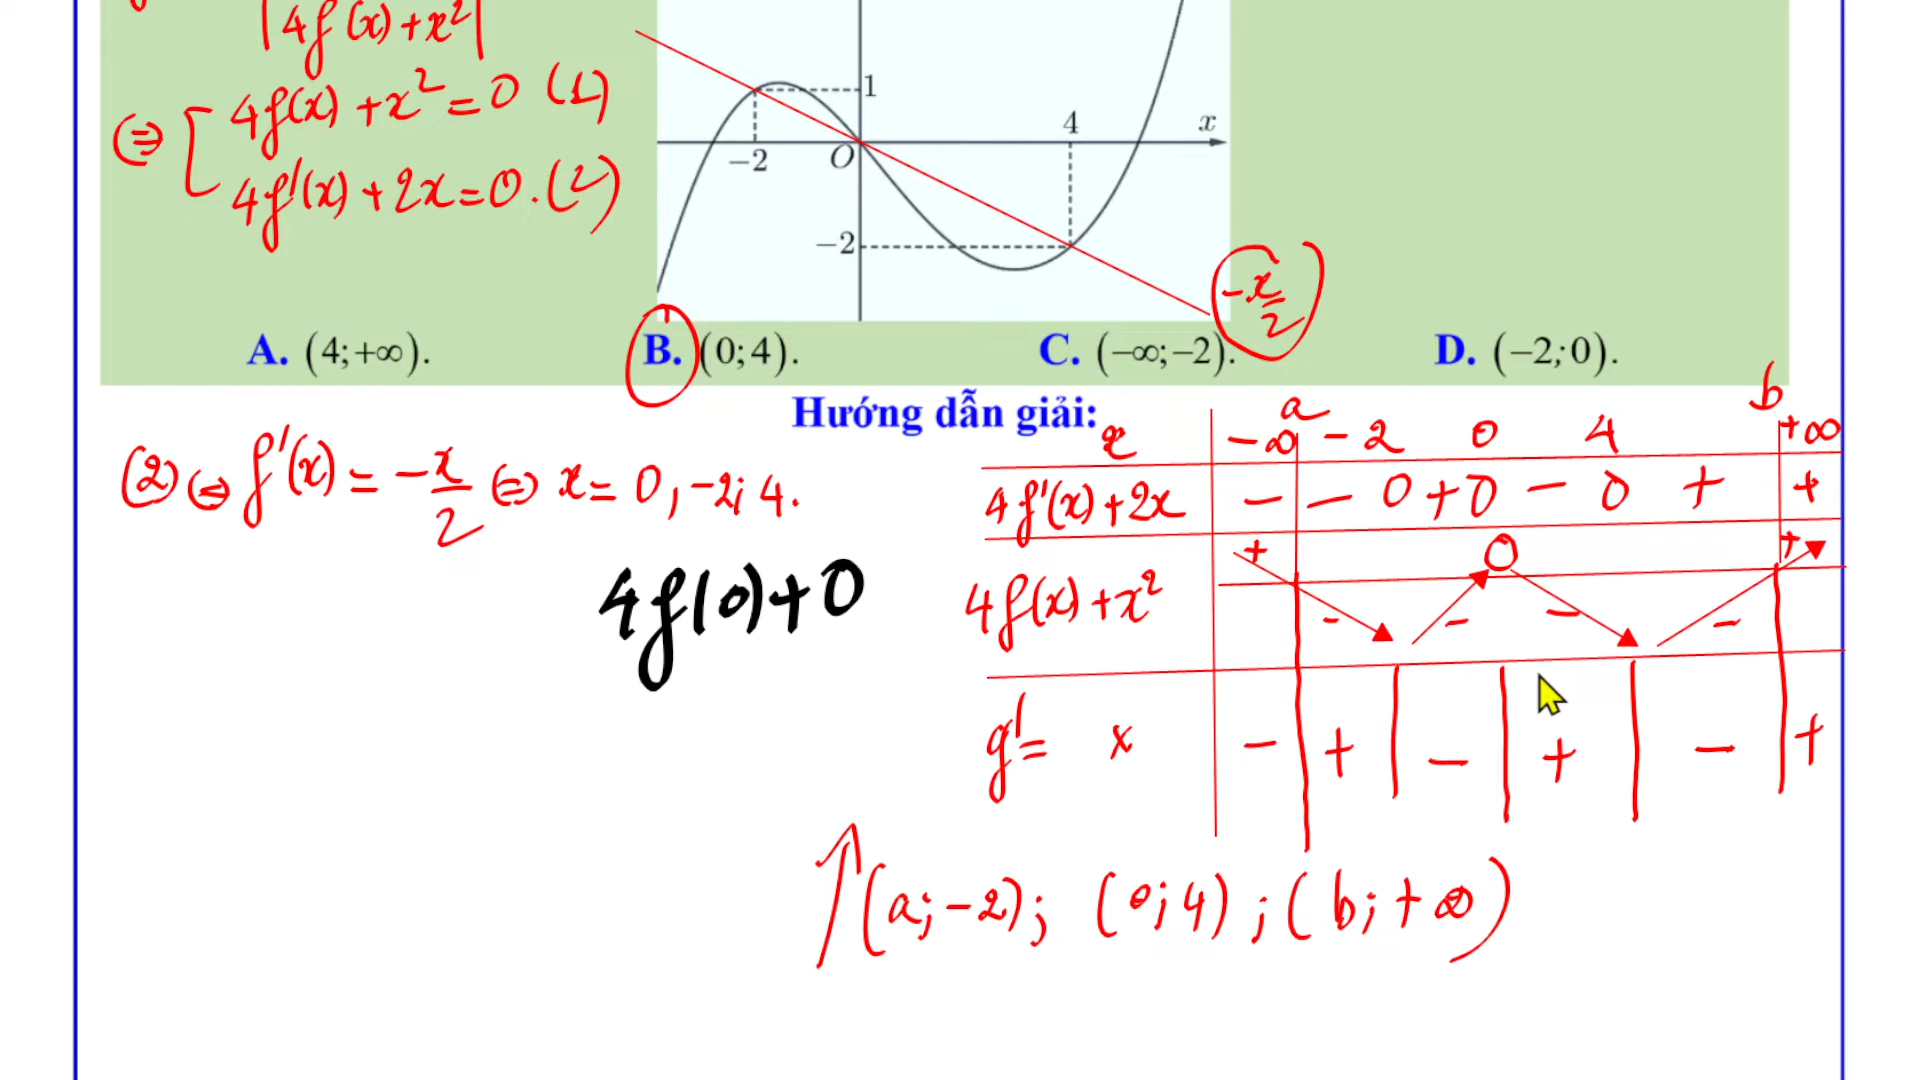 |4f(x)+x²|
⇔ [ 4f(x)+x²=0 (1)
4f'(x)+2x=0. (2)
1
4
x
-2
O
-2
-x/2
A. (4;+∞).
B. (0;4).
C. (-∞;-2).
D. (-2;0).
Hướng dẫn giải:
(2) ⇔ f'(x) = -x/2 ⇔ x = 0, -2; 4.
4f(0)+0
a b
x -∞ -2 0 4 +∞
4f'(x)+2x - - 0 + 0 - 0 + +
+ 0 +
4f(x)+x² - - - -
g'= x - + - + - +
↑ (a;-2); (0;4); (b;+∞)